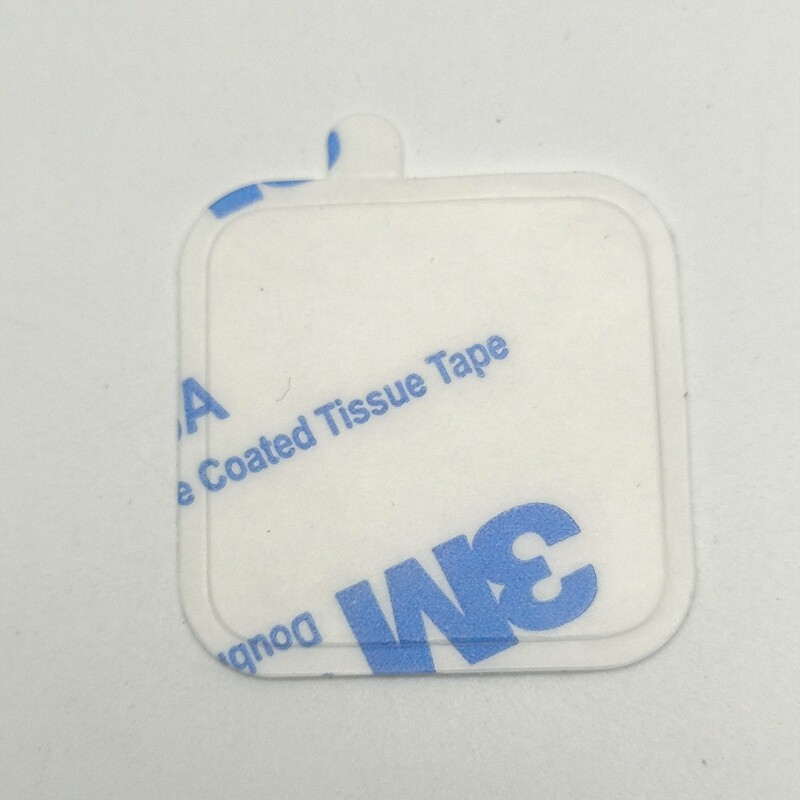 A
e Coated Tissue Tape
3M
Doub